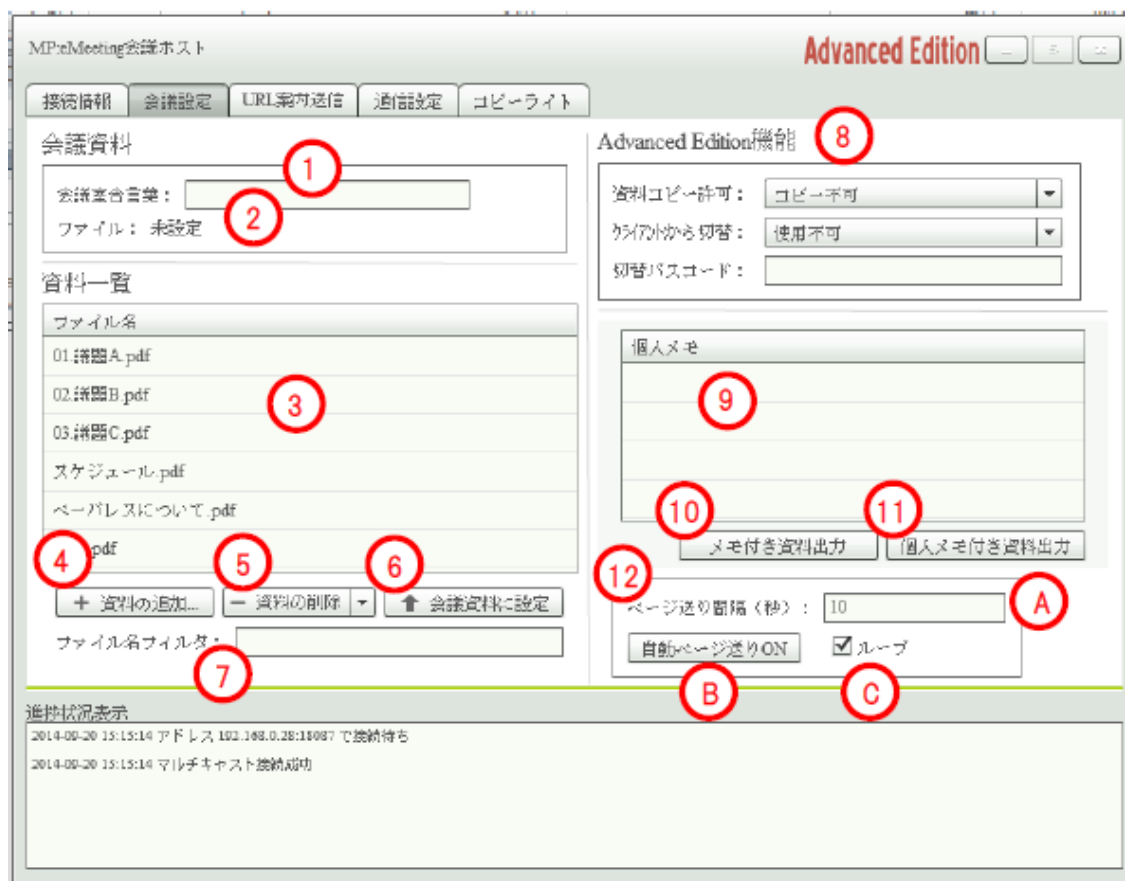 MP:eMeeting会議ホスト
Advanced Edition
接続情報 会議設定 URL案内送信 通信設定 コピーライト
会議資料
1
会議室合言葉：
2
ファイル： 未設定
資料一覧
ファイル名
01.議題A.pdf
02.議題B.pdf
3
03.議題C.pdf
スケジュール.pdf
ペーパレスについて.pdf
.pdf
4
5
6
＋ 資料の追加...
－ 資料の削除
会議資料に設定
ファイル名フィルタ：
7
Advanced Edition機能
8
資料コピー許可： コピー不可
クライアントから切替： 使用不可
切替パスコード：
個人メモ
9
10
11
メモ付き資料出力
個人メモ付き資料出力
12
ページ送り間隔（秒）： 10
A
自動ページ送りON
ループ
B
C
進捗状況表示
2014-09-20 15:15:14 アドレス 192.168.0.28:18087 で接続待ち
2014-09-20 15:15:14 マルチキャスト接続成功